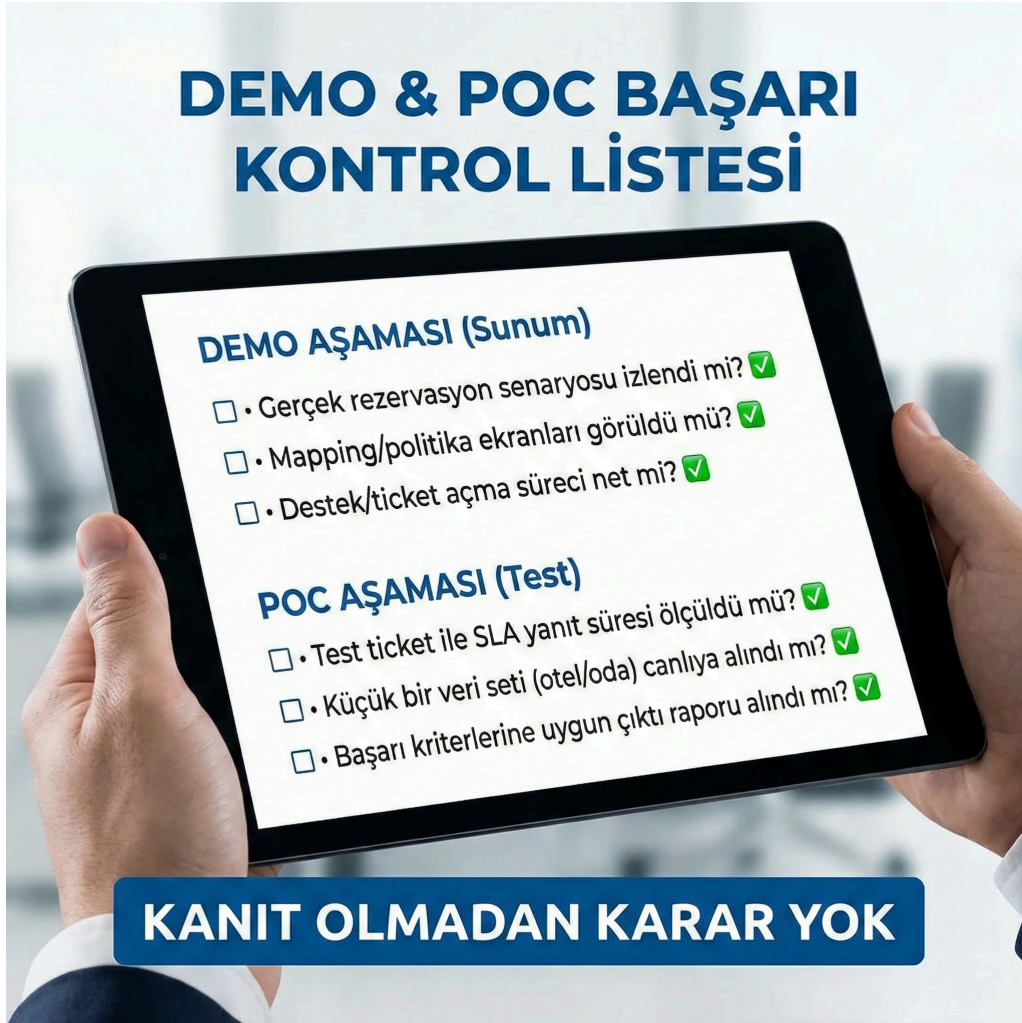 DEMO & POC BAŞARI
KONTROL LİSTESİ
DEMO AŞAMASI (Sunum)
☐ • Gerçek rezervasyon senaryosu izlendi mi? ✅
☐ • Mapping/politika ekranları görüldü mü? ✅
☐ • Destek/ticket açma süreci net mi? ✅
POC AŞAMASI (Test)
☐ • Test ticket ile SLA yanıt süresi ölçüldü mü? ✅
☐ • Küçük bir veri seti (otel/oda) canlıya alındı mı? ✅
☐ • Başarı kriterlerine uygun çıktı raporu alındı mı? ✅
KANIT OLMADAN KARAR YOK